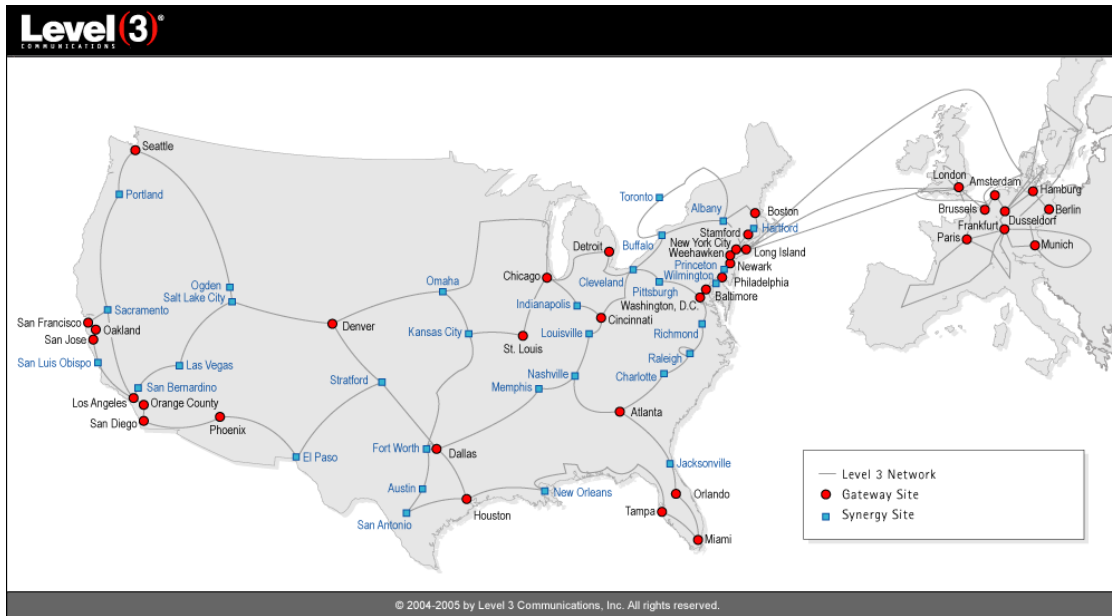 Level(3)®
COMMUNICATIONS
Seattle
Portland
Ogden
Salt Lake City
Sacramento
San Francisco
Oakland
San Jose
San Luis Obispo
Las Vegas
San Bernardino
Los Angeles
Orange County
San Diego
Phoenix
El Paso
Denver
Stratford
Omaha
Kansas City
St. Louis
Chicago
Detroit
Indianapolis
Cincinnati
Louisville
Nashville
Memphis
Fort Worth
Dallas
Austin
San Antonio
Houston
New Orleans
Atlanta
Jacksonville
Orlando
Tampa
Miami
Charlotte
Raleigh
Richmond
Washington, D.C.
Baltimore
Pittsburgh
Cleveland
Buffalo
Toronto
Albany
Boston
Stamford
Hartford
New York City
Long Island
Weehawken
Newark
Princeton
Wilmington
Philadelphia
London
Amsterdam
Hamburg
Brussels
Berlin
Dusseldorf
Frankfurt
Paris
Munich
Level 3 Network
Gateway Site
Synergy Site
© 2004-2005 by Level 3 Communications, Inc. All rights reserved.